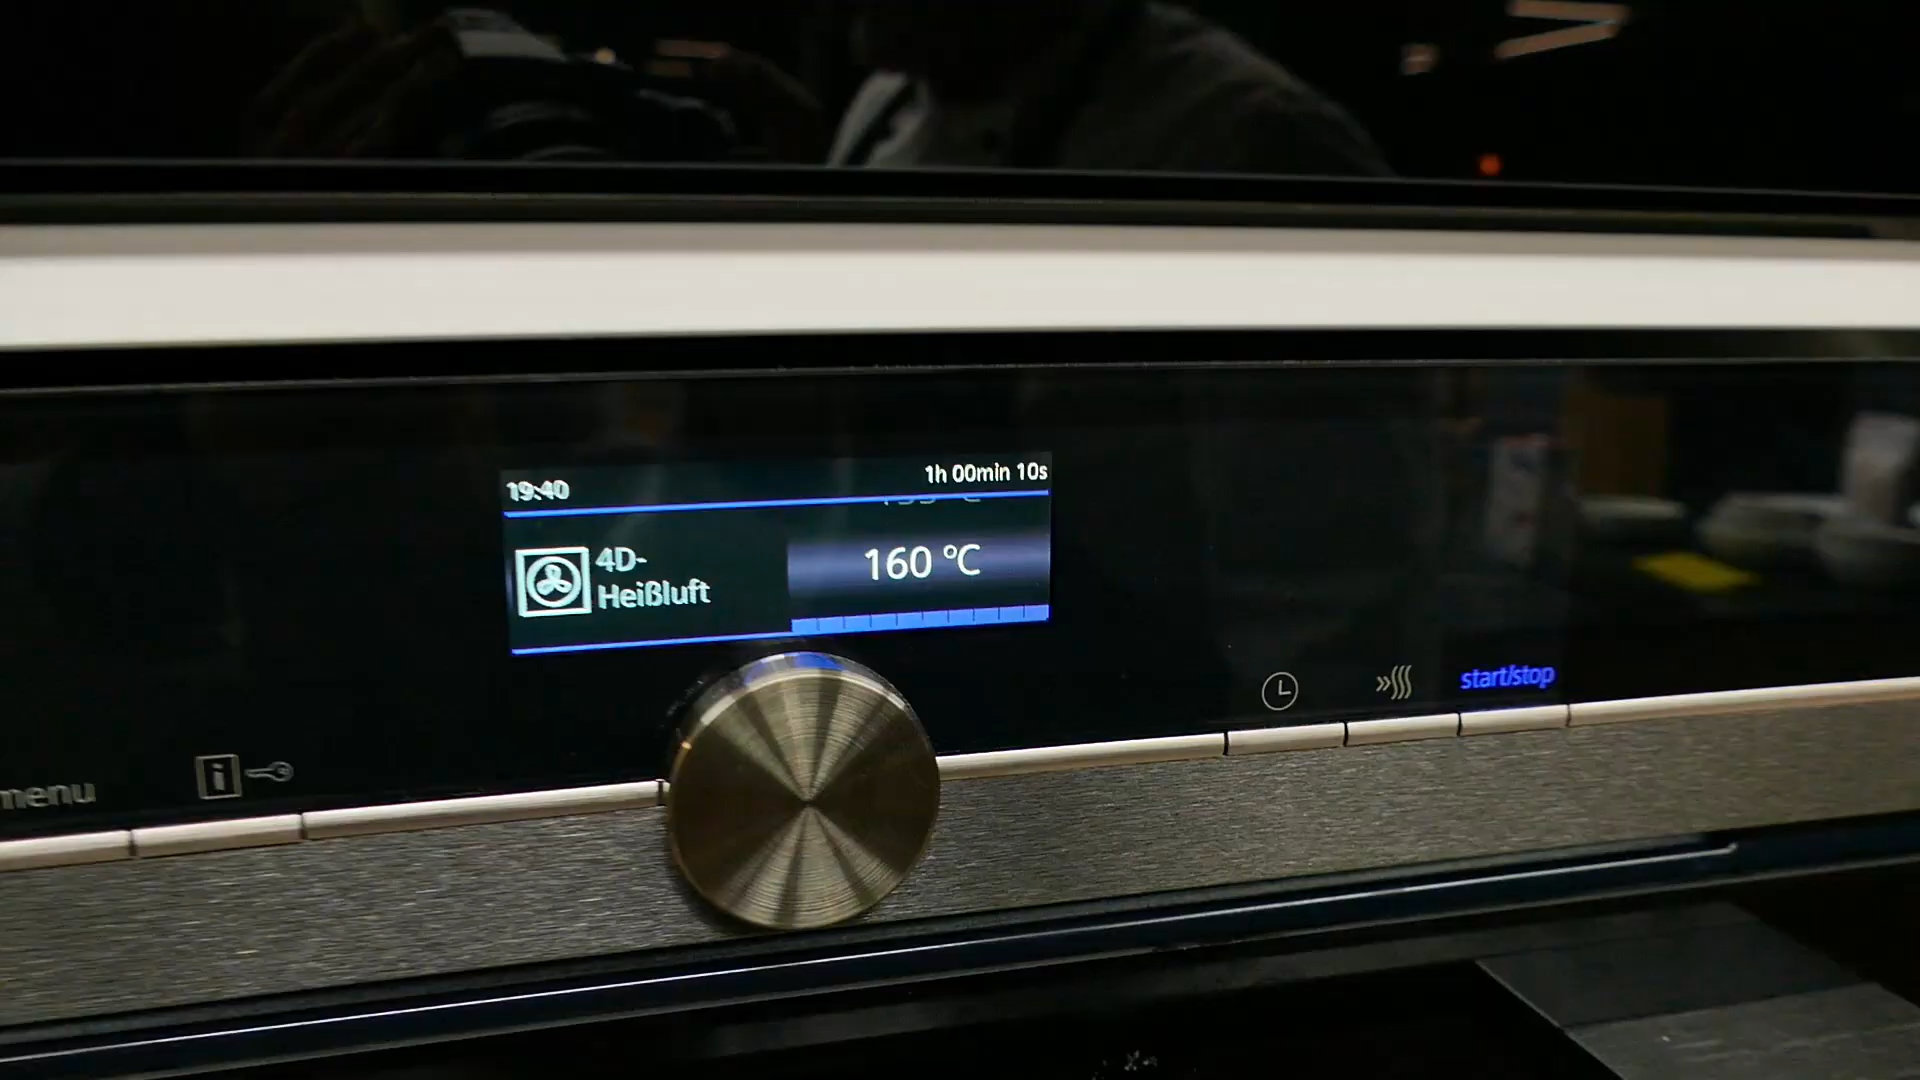 19:40
1h 00min 10s
4D-
Heißluft
160 °C
start/stop
menu
i